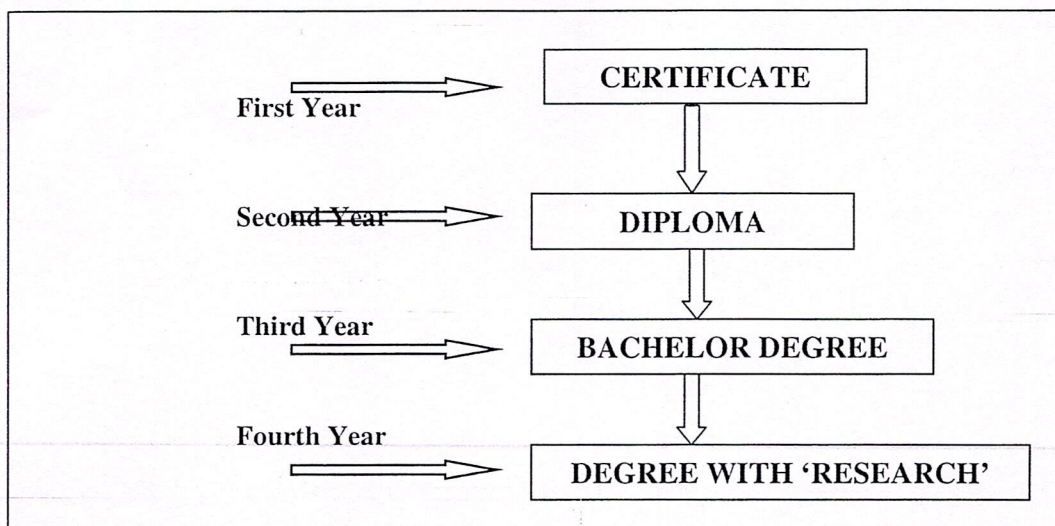 CERTIFICATE
First Year
Second Year
DIPLOMA
Third Year
BACHELOR DEGREE
Fourth Year
DEGREE WITH ‘RESEARCH’